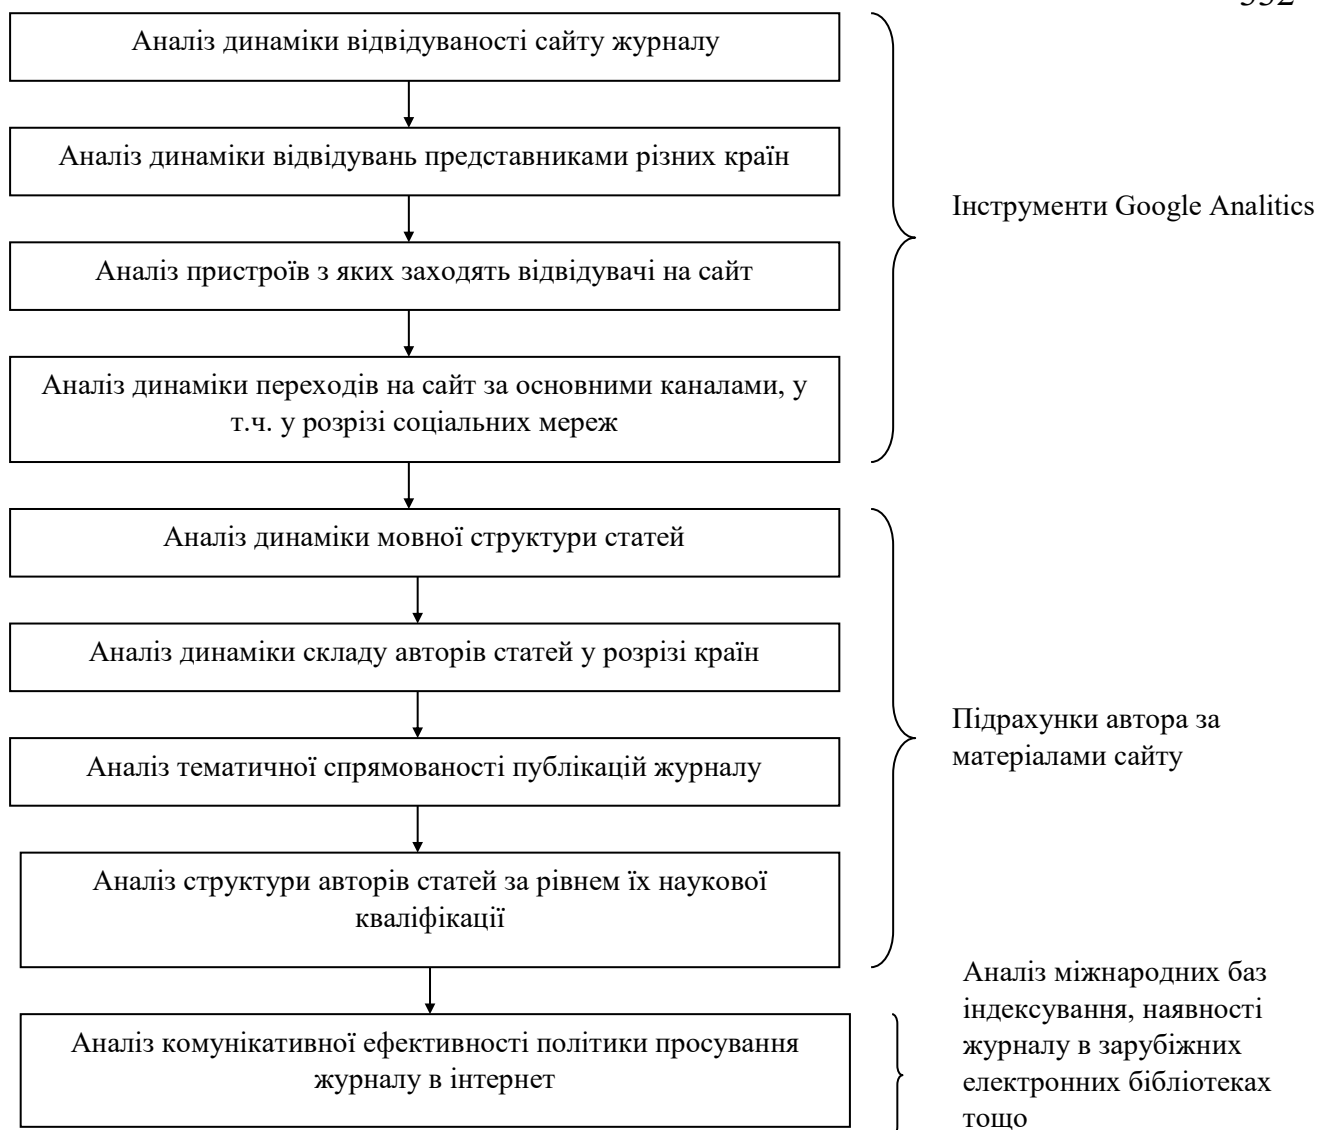 Аналіз динаміки відвідуваності сайту журналу
Аналіз динаміки відвідувань представниками різних країн
Інструменти Google Analitics
Аналіз пристроїв з яких заходять відвідувачі на сайт
Аналіз динаміки переходів на сайт за основними каналами, у
т.ч. у розрізі соціальних мереж
Аналіз динаміки мовної структури статей
Аналіз динаміки складу авторів статей у розрізі країн
Аналіз тематичної спрямованості публікацій журналу
Підрахунки автора за
матеріалами сайту
Аналіз структури авторів статей за рівнем їх наукової
кваліфікації
Аналіз комунікативної ефективності політики просування
журналу в інтернет
Аналіз міжнародних баз
індексування, наявності
журналу в зарубіжних
електронних бібліотеках
тощо